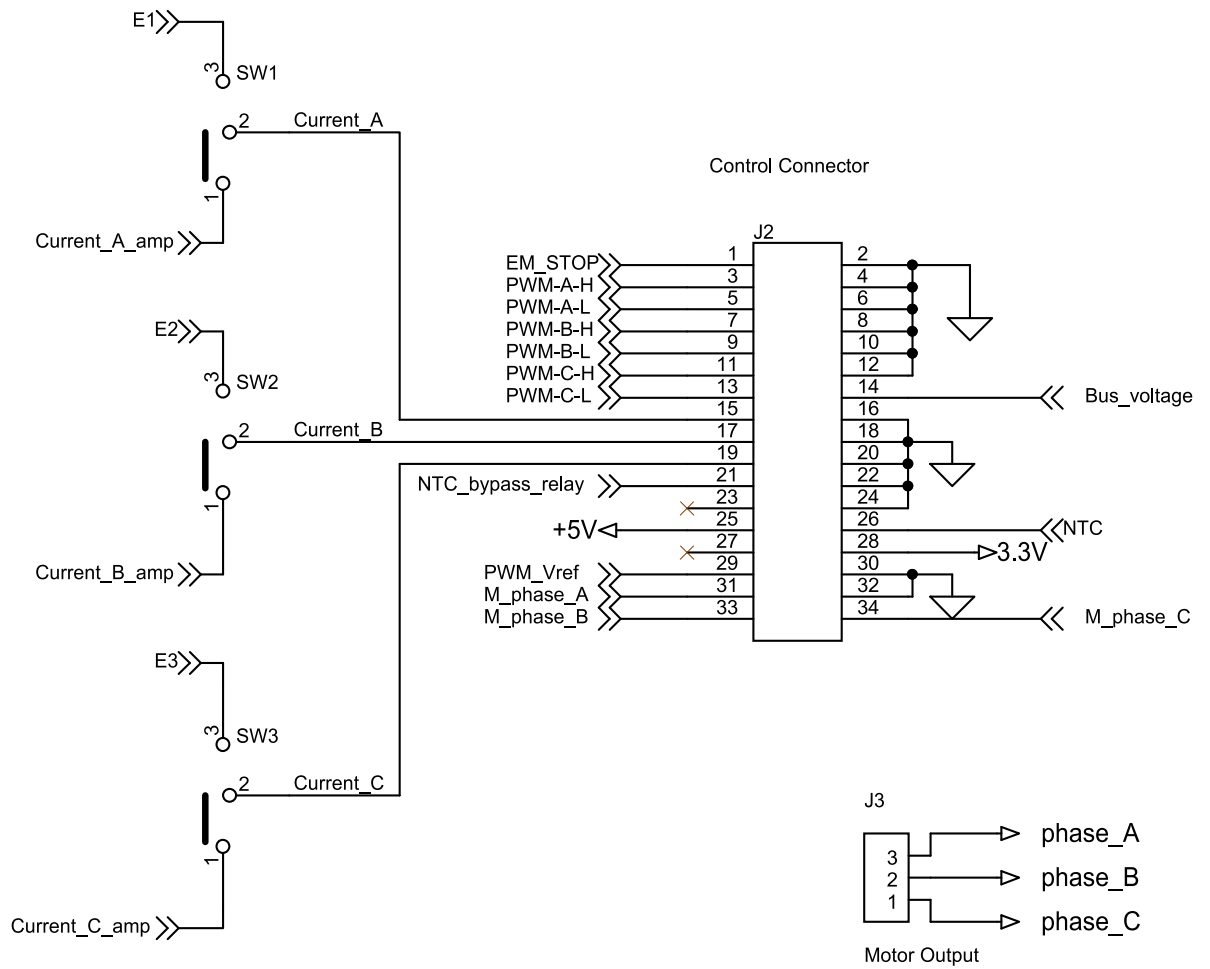 E1
3
SW1
2
Current_A
1
Current_A_amp
E2
3
SW2
2
Current_B
1
Current_B_amp
E3
3
SW3
2
Current_C
1
Current_C_amp
Control Connector
J2
EM_STOP 1 2
PWM-A-H 3 4
PWM-A-L 5 6
PWM-B-H 7 8
PWM-B-L 9 10
PWM-C-H 11 12
PWM-C-L 13 14 Bus_voltage
15 16
17 18
19 20
NTC_bypass_relay 21 22
23 24
+5V 25 26 NTC
27 28 3.3V
PWM_Vref 29 30
M_phase_A 31 32
M_phase_B 33 34 M_phase_C
J3
3 phase_A
2 phase_B
1 phase_C
Motor Output